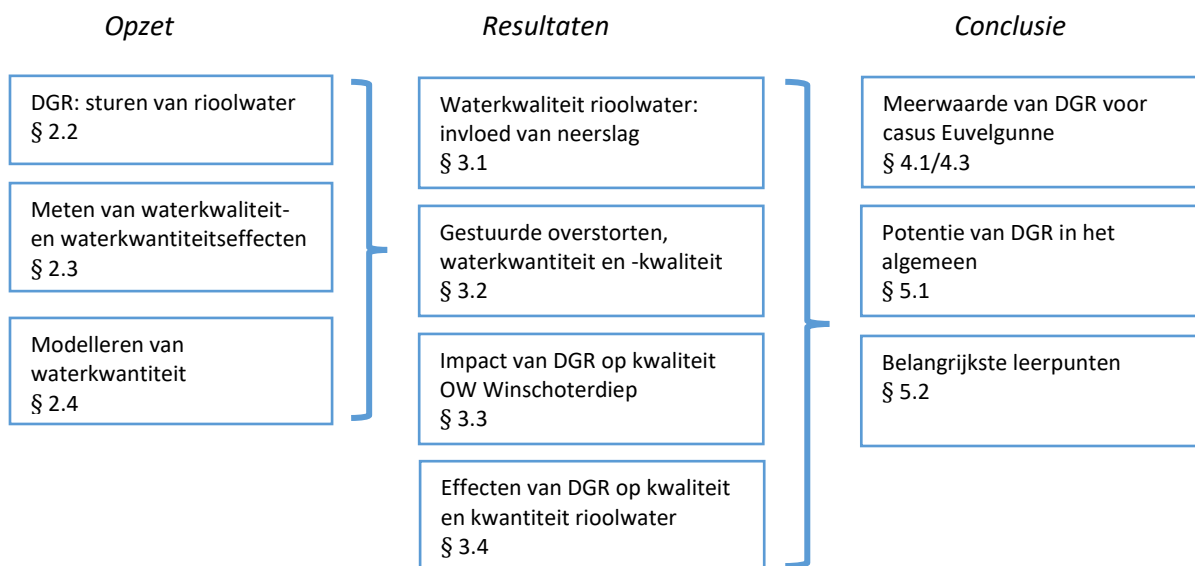 Opzet
DGR: sturen van rioolwater
§ 2.2
Meten van waterkwaliteit-
en waterkwantiteitseffecten
§ 2.3
Modelleren van
waterkwantiteit
§ 2.4
Resultaten
Waterkwaliteit rioolwater:
invloed van neerslag
§ 3.1
Gestuurde overstorten,
waterkwantiteit en -kwaliteit
§ 3.2
Impact van DGR op kwaliteit
OW Winschoterdiep
§ 3.3
Effecten van DGR op kwaliteit
en kwantiteit rioolwater
§ 3.4
Conclusie
Meerwaarde van DGR voor
casus Euvelgunne
§ 4.1/4.3
Potentie van DGR in het
algemeen
§ 5.1
Belangrijkste leerpunten
§ 5.2